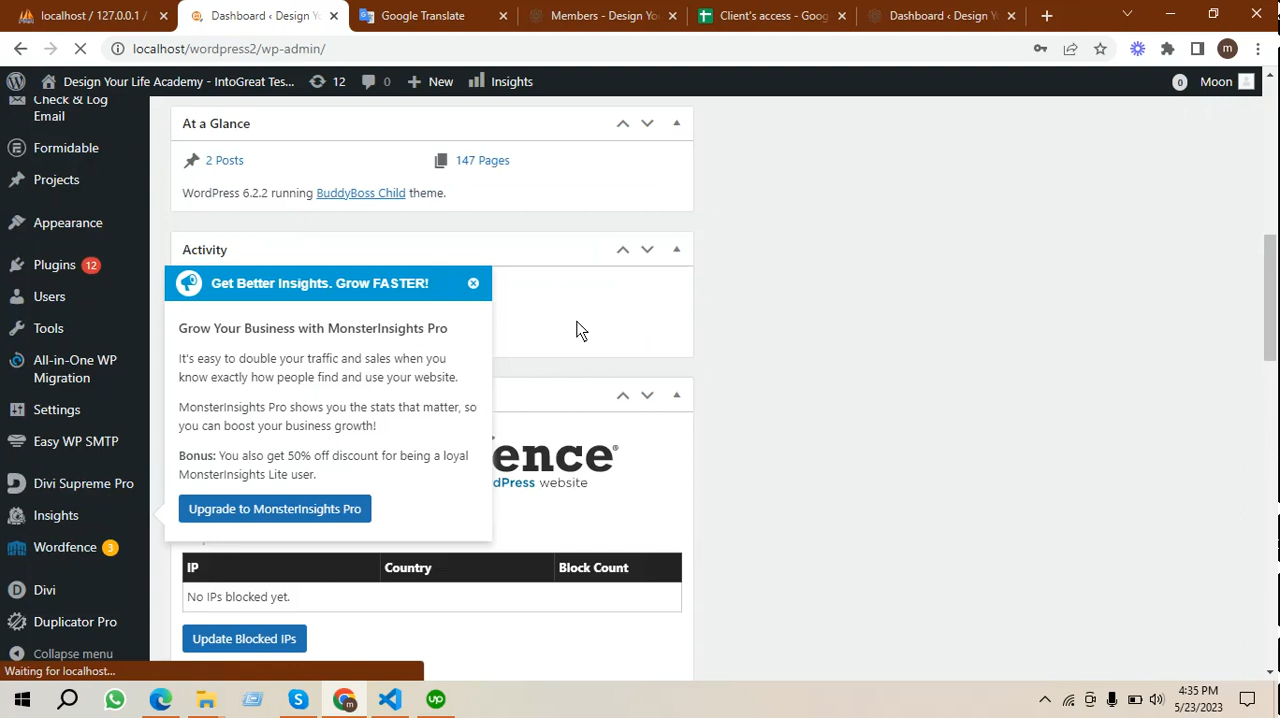 localhost / 127.0.0.1 /
Dashboard ‹ Design Y
Google Translate
Members - Design Yo
Client's access - Goog
Dashboard ‹ Design Y
localhost/wordpress2/wp-admin/
m
Design Your Life Academy - IntoGreat Tes...
12
0
New
Insights
0
Moon
Check & Log
Email
Formidable
Projects
Appearance
Plugins 12
Users
Tools
All-in-One WP
Migration
Settings
Easy WP SMTP
Divi Supreme Pro
Insights
Wordfence 3
Divi
Duplicator Pro
Collapse menu
At a Glance
2 Posts
147 Pages
WordPress 6.2.2 running BuddyBoss Child theme.
Activity
Get Better Insights. Grow FASTER!
Grow Your Business with MonsterInsights Pro
It's easy to double your traffic and sales when you
know exactly how people find and use your website.
MonsterInsights Pro shows you the stats that matter, so
you can boost your business growth!
Bonus: You also get 50% off discount for being a loyal
MonsterInsights Lite user.
Upgrade to MonsterInsights Pro
ence®
dPress website
IP
Country
Block Count
No IPs blocked yet.
Update Blocked IPs
Waiting for localhost...
4:35 PM
5/23/2023